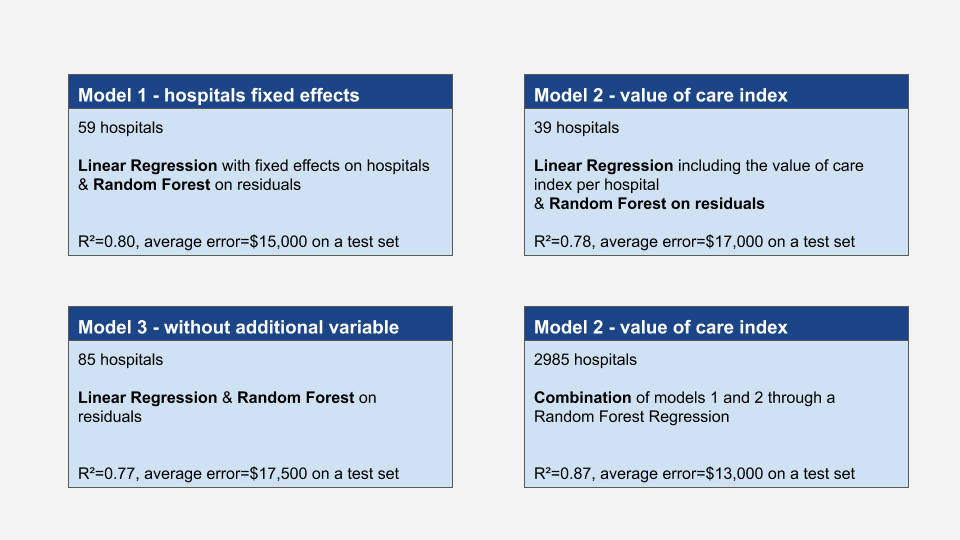 Model 1 - hospitals fixed effects
59 hospitals
Linear Regression with fixed effects on hospitals
& Random Forest on residuals
R²=0.80, average error=$15,000 on a test set
Model 2 - value of care index
39 hospitals
Linear Regression including the value of care
index per hospital
& Random Forest on residuals
R²=0.78, average error=$17,000 on a test set
Model 3 - without additional variable
85 hospitals
Linear Regression & Random Forest on
residuals
R²=0.77, average error=$17,500 on a test set
Model 2 - value of care index
2985 hospitals
Combination of models 1 and 2 through a
Random Forest Regression
R²=0.87, average error=$13,000 on a test set